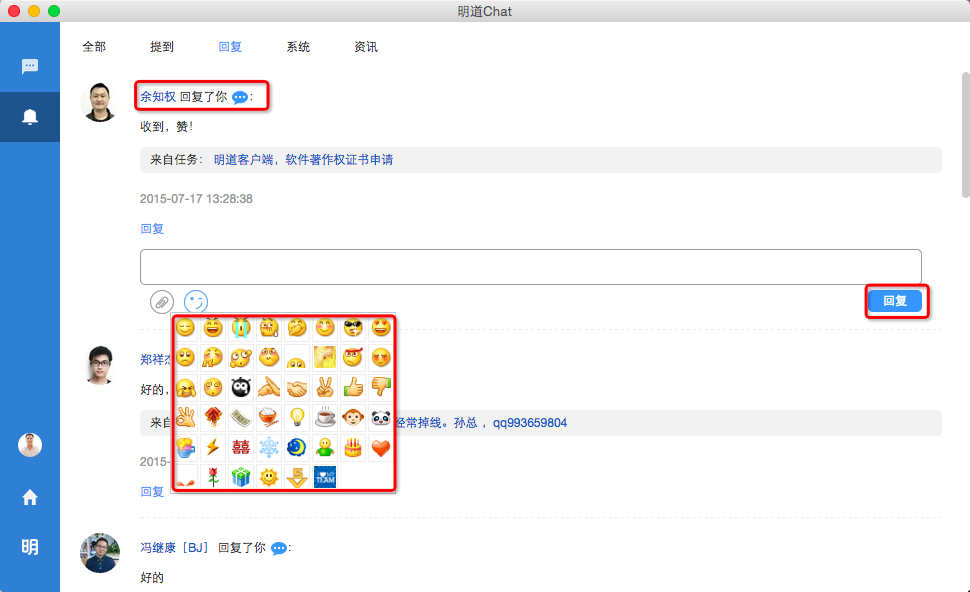 明道Chat
全部 提到 回复 系统 资讯
余知权 回复了你 :
收到，赞！
来自任务： 明道客户端，软件著作权证书申请
2015-07-17 13:28:38
回复
回复
郑祥
好的，
来自 经常掉线。孙总 ，qq993659804
2015-
回复
冯继康［BJ］ 回复了你 :
好的
明
囍
I MY
TEAM